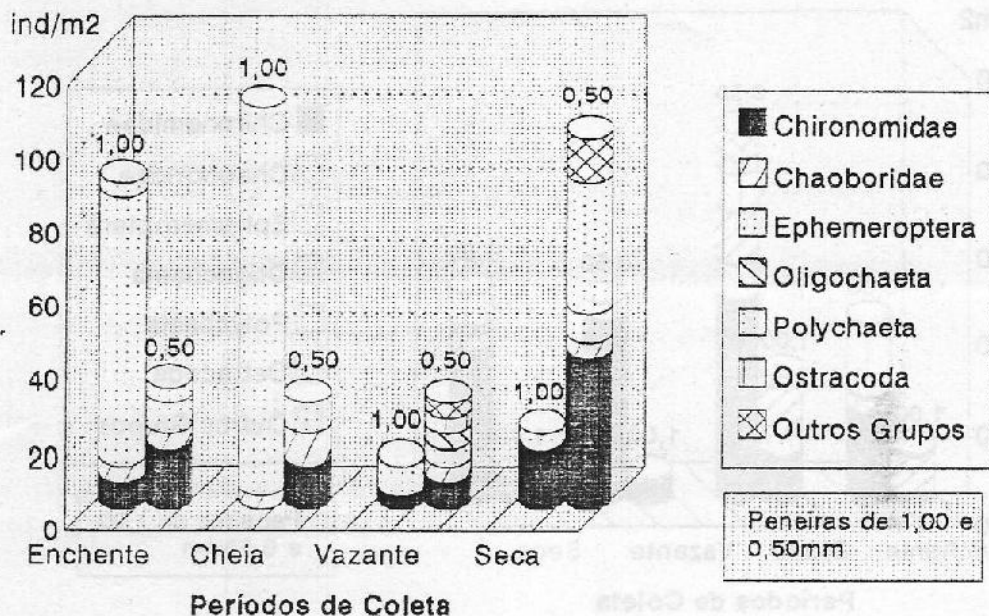 ind/m2
120
100
80
60
40
20
0
1,00
0,50
1,00
0,50
1,00
0,50
1,00
0,50
Enchente Cheia Vazante Seca
Períodos de Coleta
Chironomidae
Chaoboridae
Ephemeroptera
Oligochaeta
Polychaeta
Ostracoda
Outros Grupos
Peneiras de 1,00 e
0,50mm